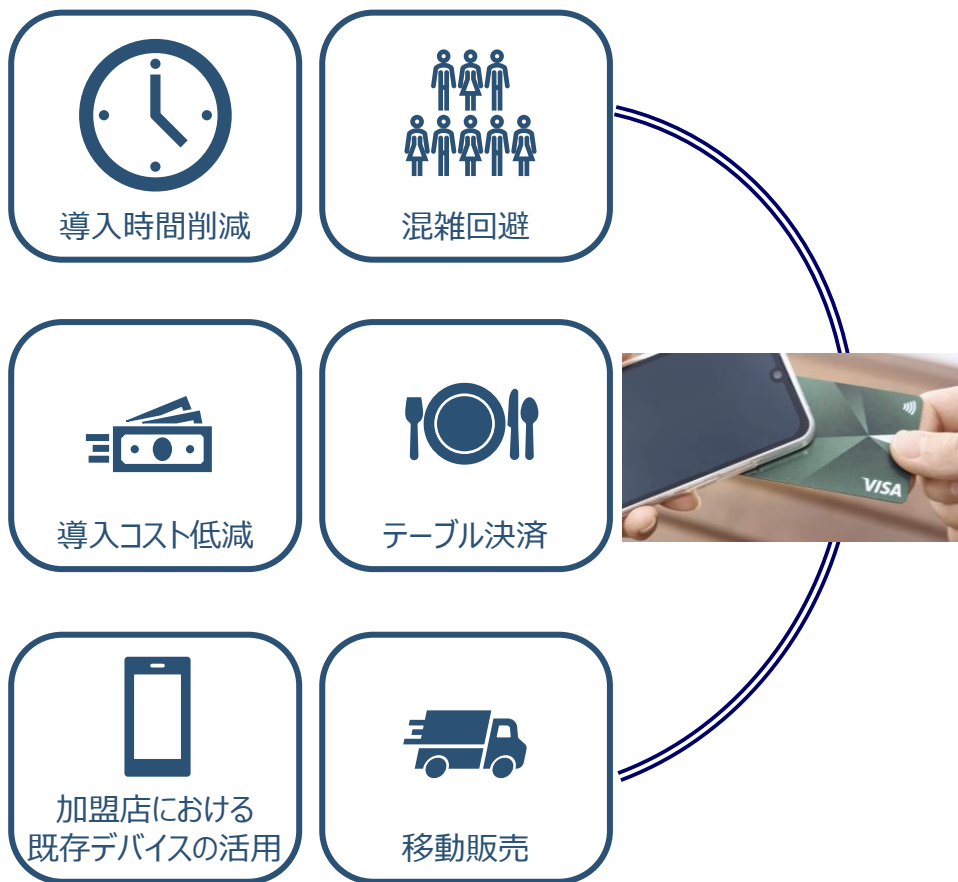 導入時間削減
混雑回避
導入コスト低減
テーブル決済
VISA
加盟店における
既存デバイスの活用
移動販売